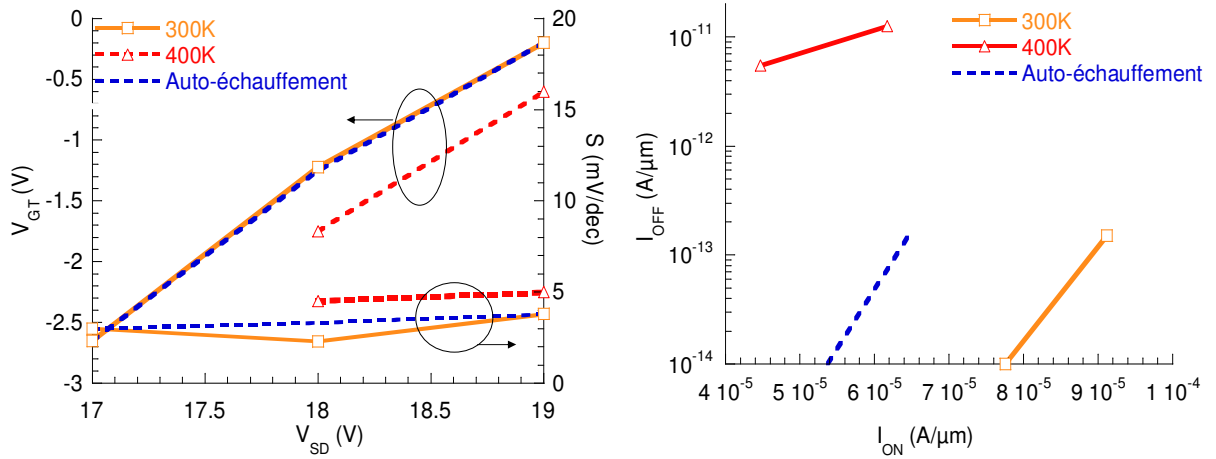 300K
400K
Auto-échauffement
0
-0.5
-1
-1.5
-2
-2.5
-3
V_GT (V)
20
15
10
5
0
S (mV/dec)
17
17.5
18
18.5
19
V_SD (V)
300K
400K
Auto-échauffement
10^-11
10^-12
10^-13
10^-14
I_OFF (A/µm)
4 10^-5
5 10^-5
6 10^-5
7 10^-5
8 10^-5
9 10^-5
1 10^-4
I_ON (A/µm)